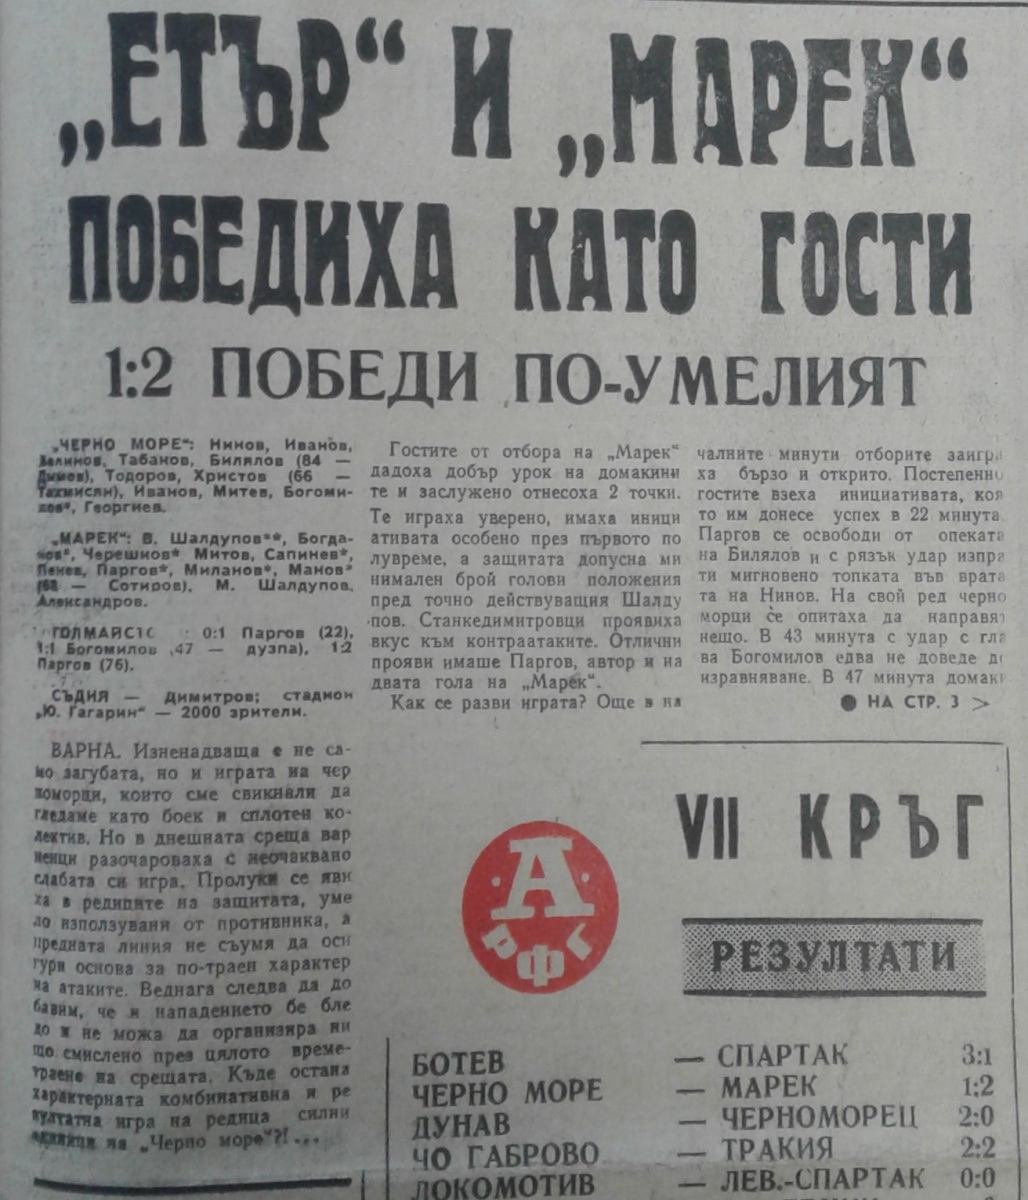 „ЕТЪР“ И „МАРЕК“
ПОБЕДИХА КАТО ГОСТИ
1:2 ПОБЕДИ ПО-УМЕЛИЯТ
„ЧЕРНО МОРЕ“: Нинов, Иванов,
Табаков, Билялов (84 —
Тодоров, Христов (66 —
Тахмисян), Иванов, Митев, Богоми-
лов*, Георгиев.
„МАРЕК“: В. Шалдупов**, Богда-
нов*, Черешков* Митов, Сапинев*,
Пенев, Паргов*, Миланов*, Манов*
(68 — Сотиров), М. Шалдупов,
Александров.
ГОЛМАЙСТО : 0:1 Паргов (22),
1:1 Богомилов 47 — дузпа), 1:2
Паргов (76).
СЪДИЯ — Димитров; стадион
„Ю. Гагарин“ — 2000 зрители.
ВАРНА. Изненадваща е не са-
мо загубата, но и играта на чер
номорци, които сме свикнали да
гледаме като боек и сплотен ко-
лектив. Но в днешната среща вар
ненци разочароваха с неочаквано
слабата си игра. Пролуки се яви
ха в редиците на защитата, уме
ло използувани от противника, а
предната линия не съумя да оси
гури основа за по-траен характер
на атаките. Веднага следва да до
бавим, че и нападението бе бле
до и не можа да организира ни
що смислено през цялото време-
траене на срещата. Къде остана
характерната комбинативна и ре
зултатна игра на редица силни
единици на „Черно море“?!...
Гостите от отбора на „Марек“
дадоха добър урок на домакини
те и заслужено отнесоха 2 точки.
Те играха уверено, имаха иници
атива особено през първото по
лувреме, а защитата допусна ми
нимален брой голови положения
пред точно действуващия Шалду
пов. Станкедимитровци проявиха
вкус към контраатаките. Отлични
прояви имаше Паргов, автор и на
двата гола на „Марек“.
Как се разви играта? Още в на
чалните минути отборите заигра
ха бързо и открито. Постепенно
гостите взеха инициативата, коя
то им донесе успех в 22 минута
Паргов се освободи от опеката
на Билялов и с рязък удар изпра
ти мигновено топката във врата
та на Нинов. На свой ред черно
морци се опитаха да направят
нещо. В 43 минута с удар с гла
ва Богомилов едва не доведе до
изравняване. В 47 минута домаки
● НА СТР. 3 >
VII КРЪГ
А
РФГ
РЕЗУЛТАТИ
БОТЕВ — СПАРТАК 3:1
ЧЕРНО МОРЕ — МАРЕК 1:2
ДУНАВ — ЧЕРНОМОРЕЦ 2:0
ЧО ГАБРОВО — ТРАКИЯ 2:2
ЛОКОМОТИВ — ЛЕВ.-СПАРТАК 0:0